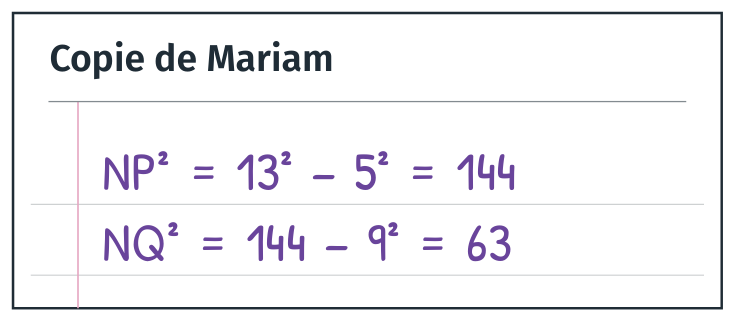 Copie de Mariam
NP² = 13² – 5² = 144
NQ² = 144 – 9² = 63